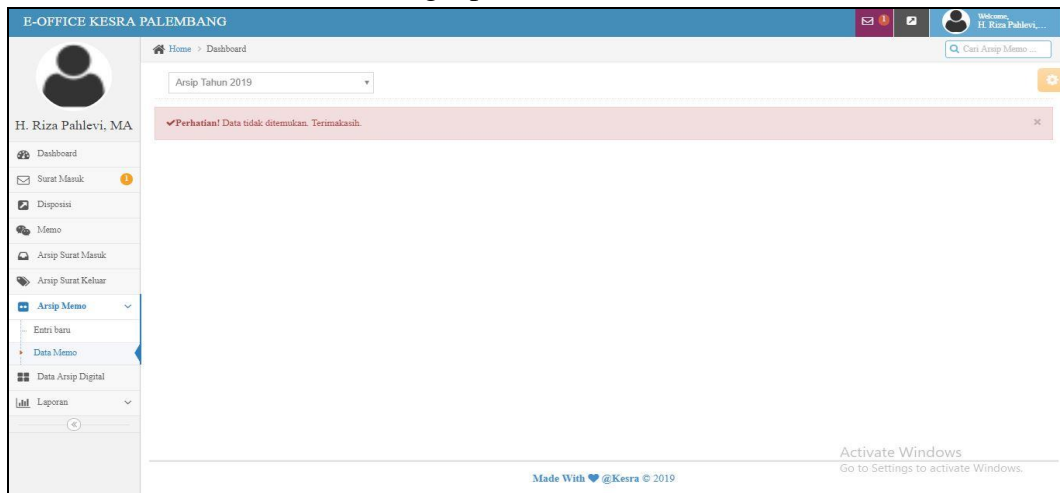 E-OFFICE KESRA PALEMBANG
1
Welcome,
H. Riza Pahlevi,...
Home > Dashboard
Cari Arsip Memo ...
Arsip Tahun 2019
H. Riza Pahlevi, MA
Perhatian! Data tidak ditemukan. Terimakasih.
Dashboard
Surat Masuk 1
Disposisi
Memo
Arsip Surat Masuk
Arsip Surat Keluar
Arsip Memo
Entri baru
Data Memo
Data Arsip Digital
Laporan
Activate Windows
Go to Settings to activate Windows.
Made With @Kesra © 2019